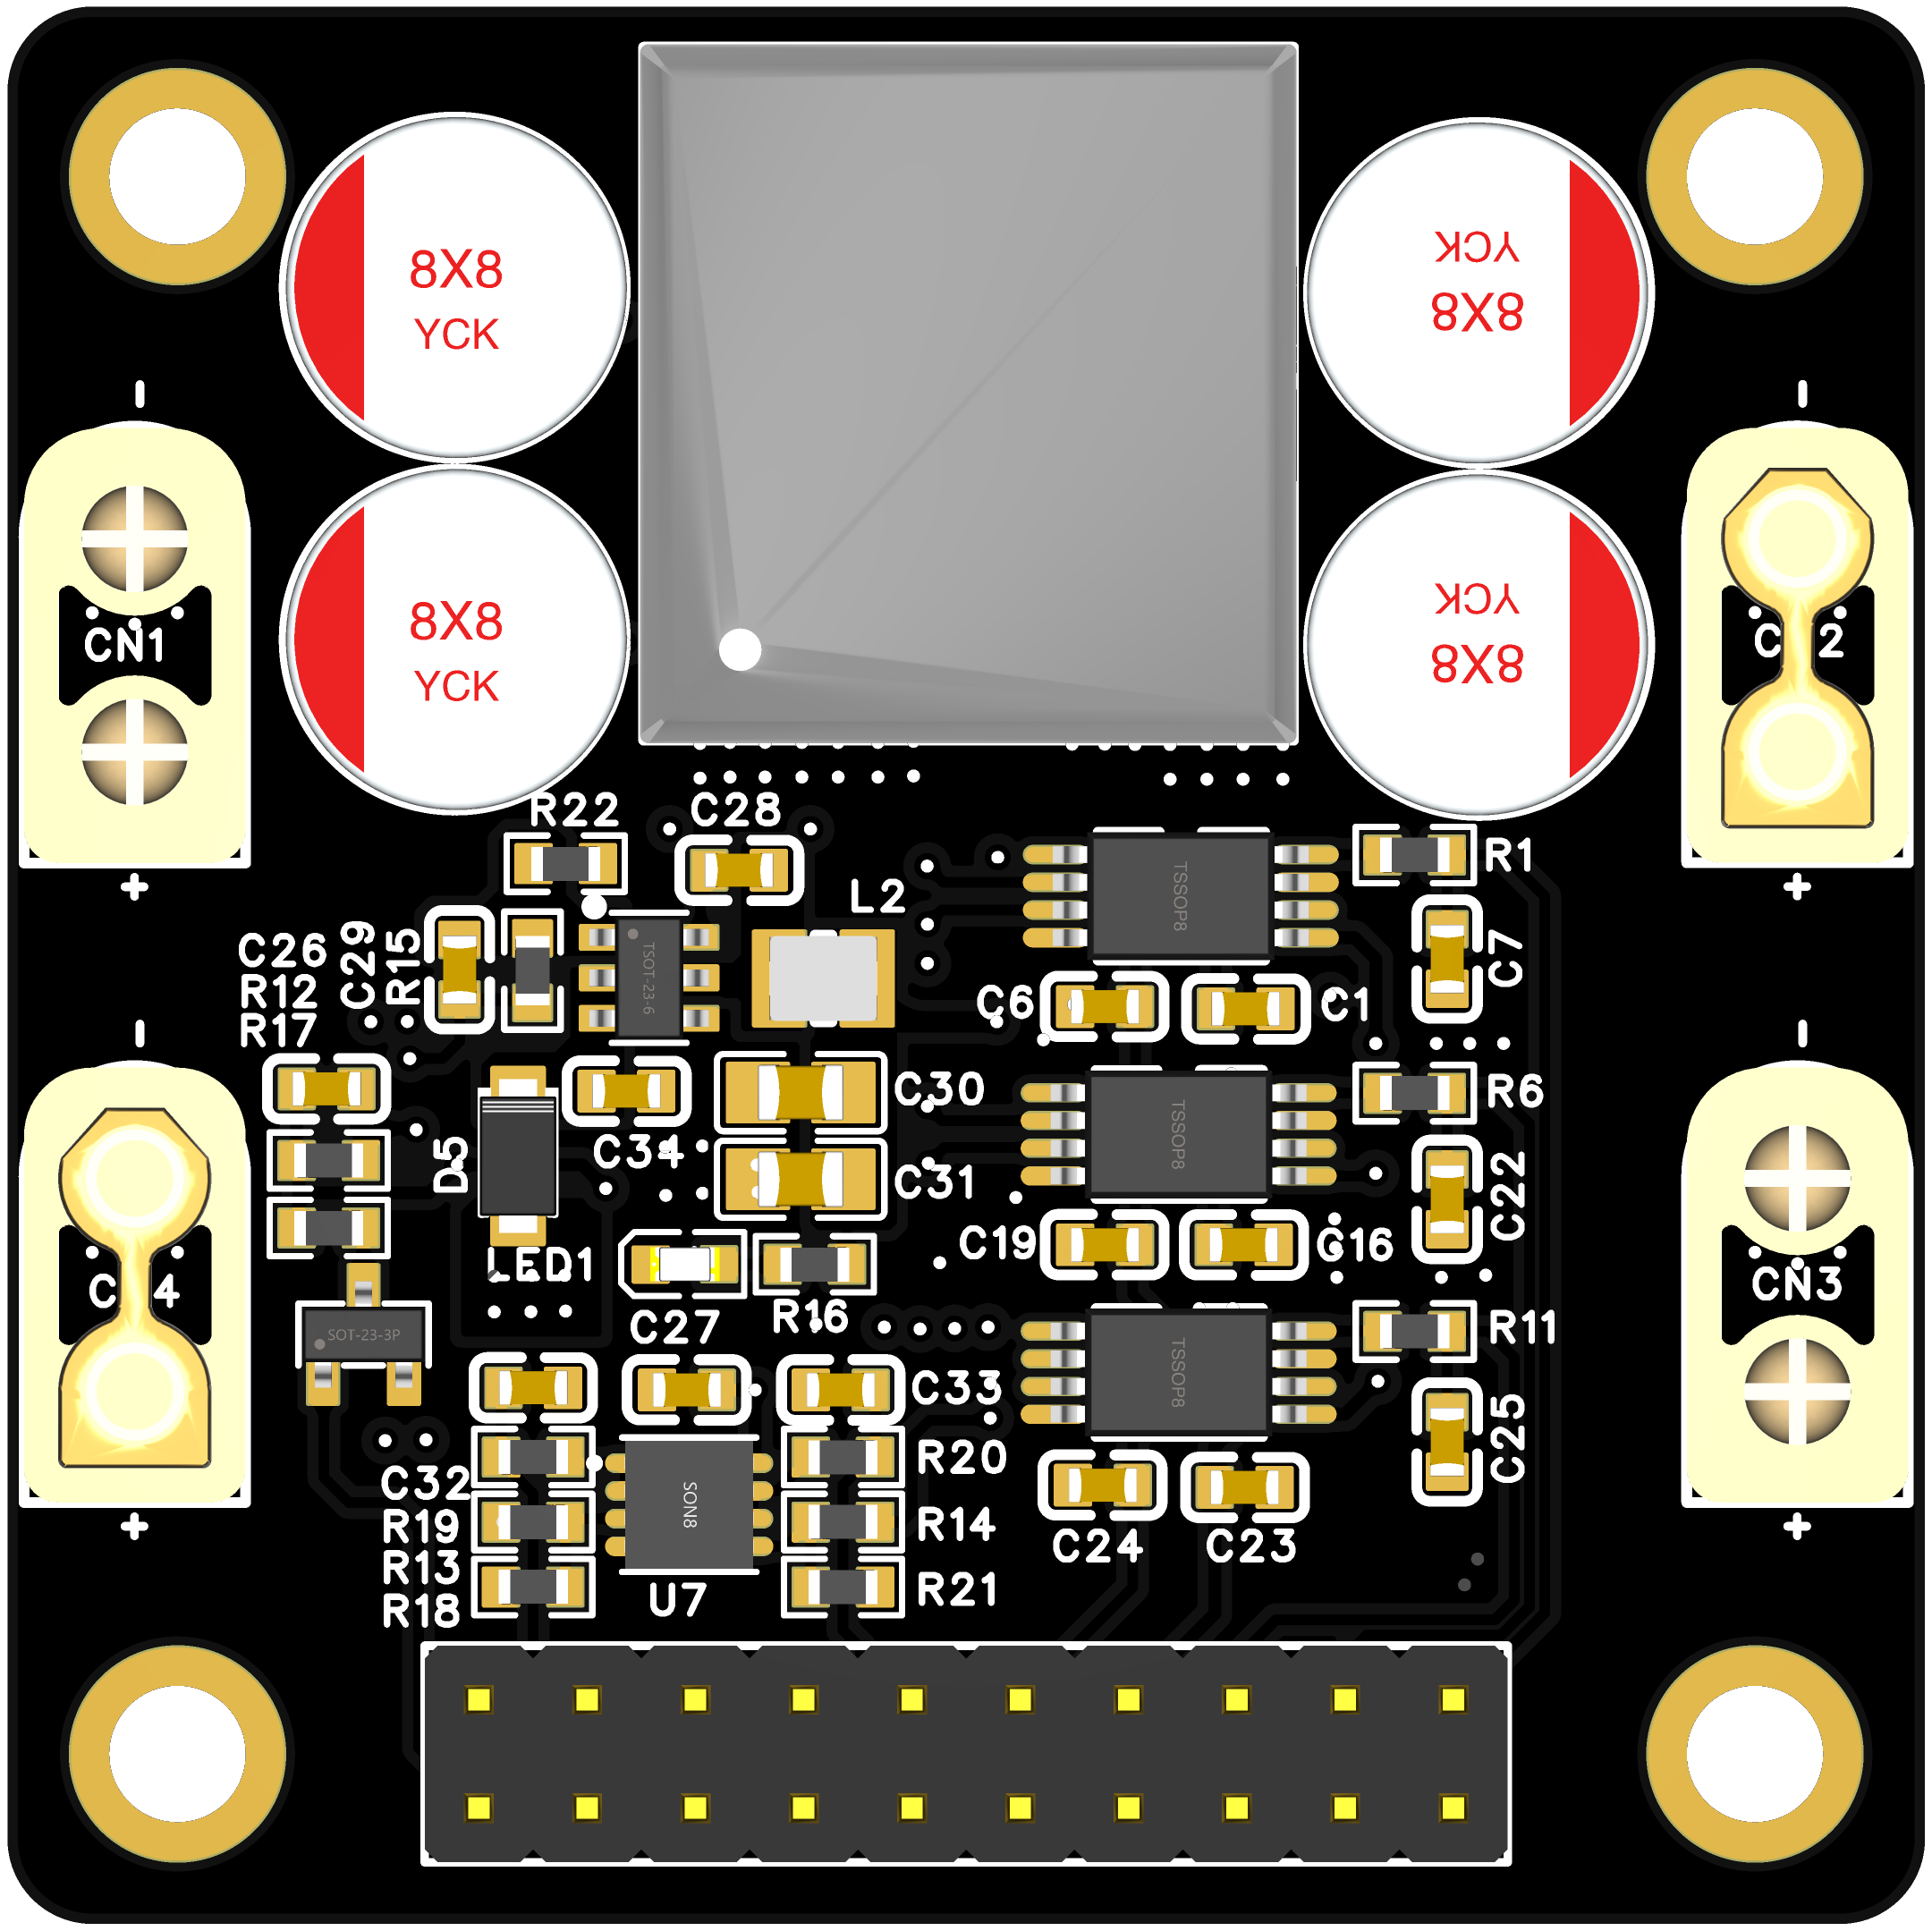 8X8
YCK
YCK
8X8
8X8
YCK
YCK
8X8
-
-
CN1
+
+
R22
C28
L2
TSSOP8
R1
C26
R12
R17
C29
R15
TSOT-23-6
C7
C6
C1
-
-
C30
TSSOP8
R6
D5
C34
C31
C22
C19
C16
LED1
CN3
SOT-23-3P
C27
R16
TSSOP8
R11
C33
C25
C32
R19
R13
R18
SON8
U7
R20
R14
R21
C24
C23
+
+